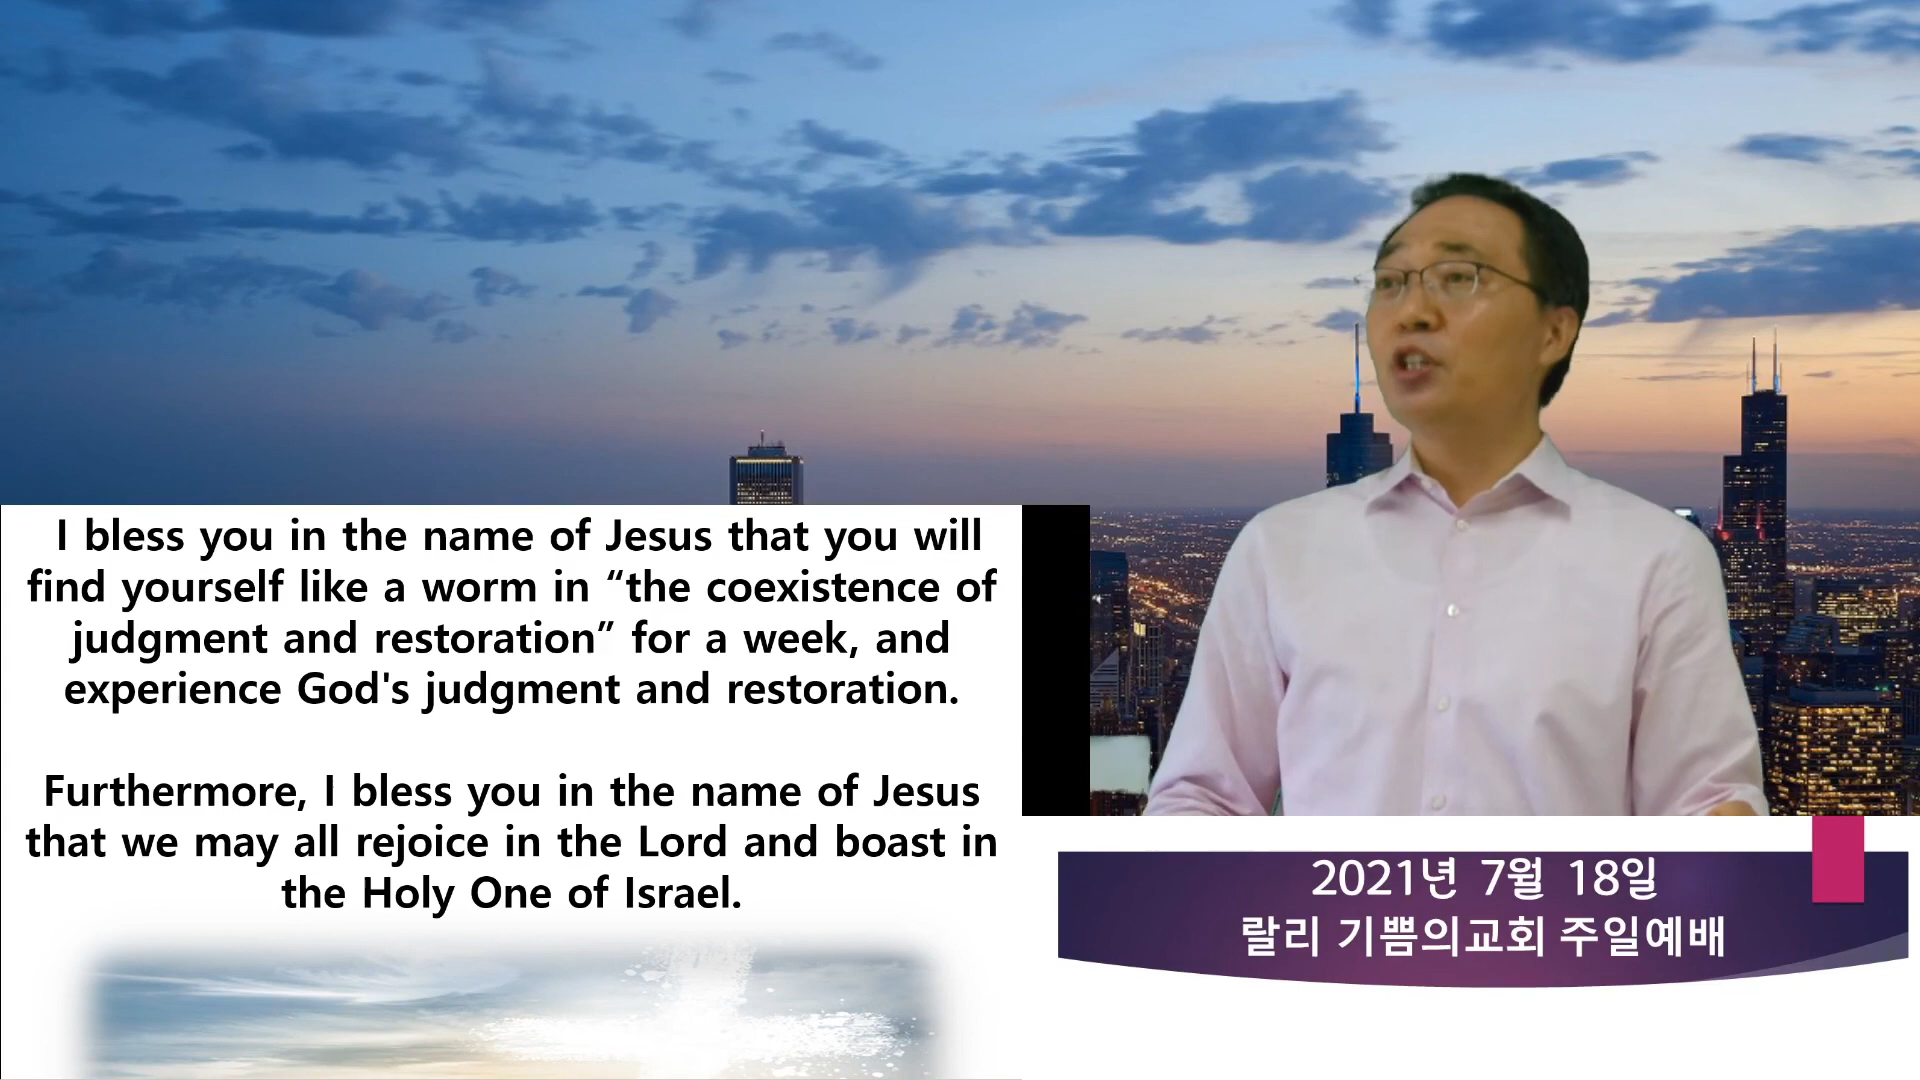 I bless you in the name of Jesus that you will
find yourself like a worm in “the coexistence of
judgment and restoration” for a week, and
experience God's judgment and restoration.
Furthermore, I bless you in the name of Jesus
that we may all rejoice in the Lord and boast in
the Holy One of Israel.
2021년 7월 18일
랄리 기쁨의교회 주일예배